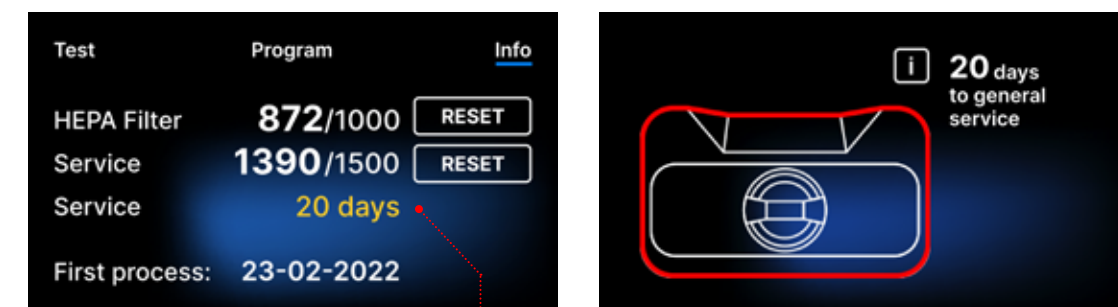 Test Program Info
HEPA Filter 872/1000 RESET
Service 1390/1500 RESET
Service 20 days
First process: 23-02-2022
i 20 days
to general
service